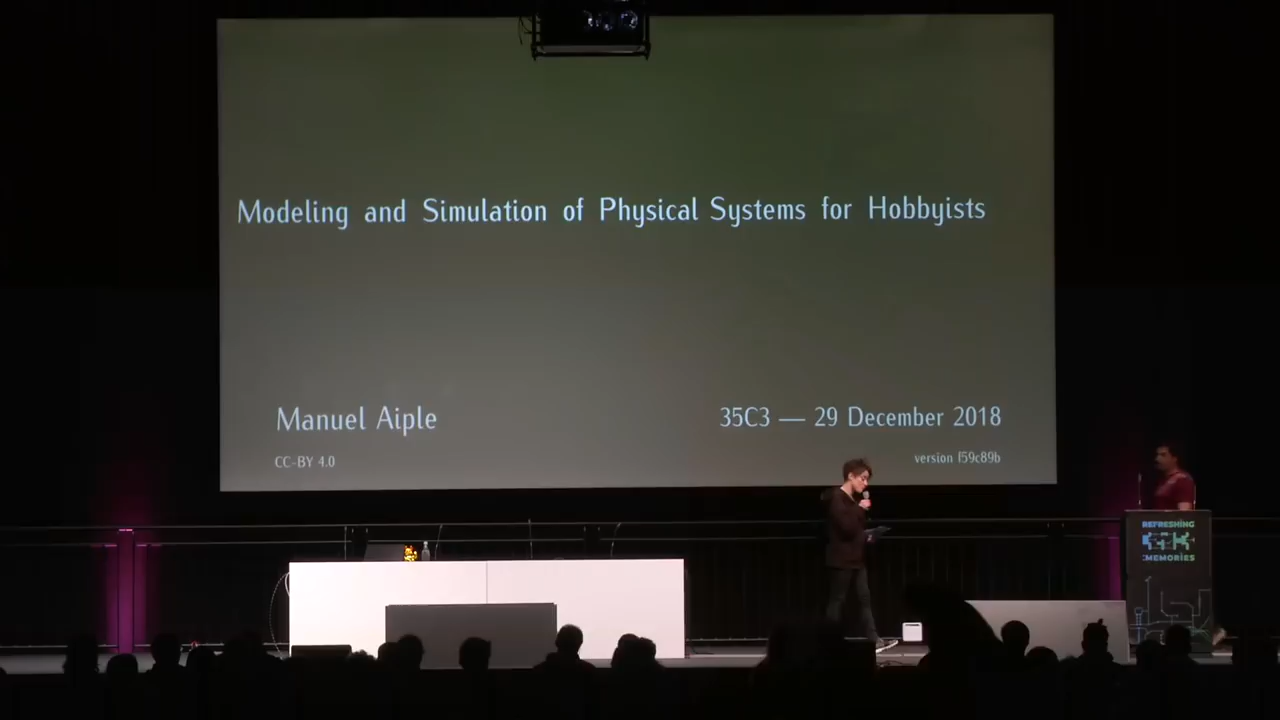 Modeling and Simulation of Physical Systems for Hobbyists
Manuel Aiple
35C3 — 29 December 2018
CC-BY 4.0
version f59c89b
REFRESHING
MEMORIES